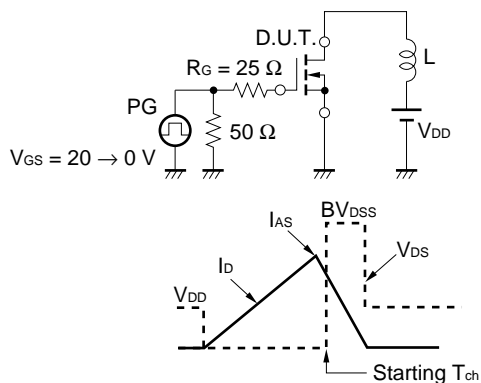 D.U.T.
L
RG = 25 Ω
PG
50 Ω
VDD
VGS = 20 → 0 V
BVDSS
IAS
ID
VDS
VDD
Starting Tch